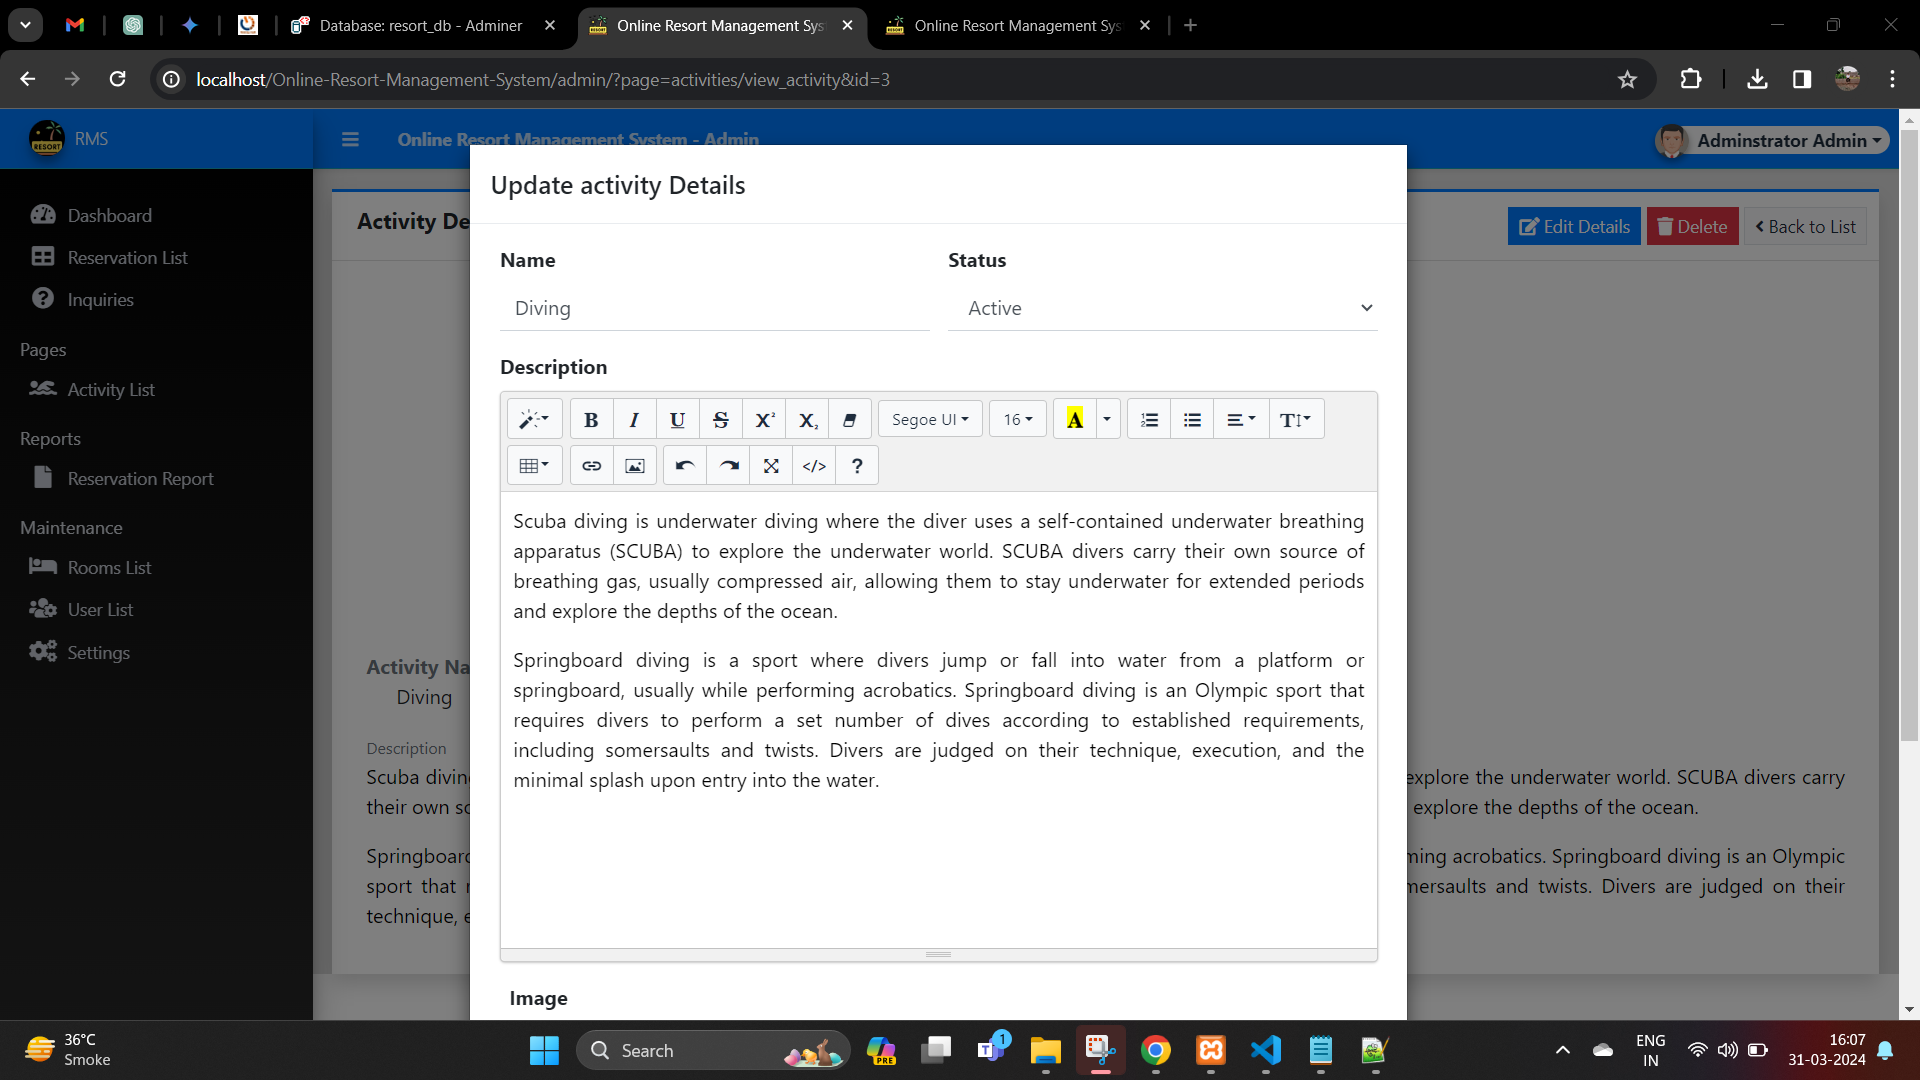 Database: resort_db - Adminer
Online Resort Management Sys
Online Resort Management Sys
localhost/Online-Resort-Management-System/admin/?page=activities/view_activity&id=3
RESORT
RMS
Online Resort Management System - Admin
Adminstrator Admin
Dashboard
Reservation List
Inquiries
Pages
Activity List
Reports
Reservation Report
Maintenance
Rooms List
User List
Settings
Activity De
Edit Details
Delete
Back to List
Activity Na
Diving
Description
Scuba diving
explore the underwater world. SCUBA divers carry
their own so
explore the depths of the ocean.
Springboard
ming acrobatics. Springboard diving is an Olympic
sport that r
mersaults and twists. Divers are judged on their
technique, e
Update activity Details
Name
Status
Diving
Active
Description
B I U S X² X₂ Segoe UI 16 A T
</> ?
Scuba diving is underwater diving where the diver uses a self-contained underwater breathing
apparatus (SCUBA) to explore the underwater world. SCUBA divers carry their own source of
breathing gas, usually compressed air, allowing them to stay underwater for extended periods
and explore the depths of the ocean.
Springboard diving is a sport where divers jump or fall into water from a platform or
springboard, usually while performing acrobatics. Springboard diving is an Olympic sport that
requires divers to perform a set number of dives according to established requirements,
including somersaults and twists. Divers are judged on their technique, execution, and the
minimal splash upon entry into the water.
Image
36°C
Smoke
Search
PRE
1
ENG
IN
16:07
31-03-2024